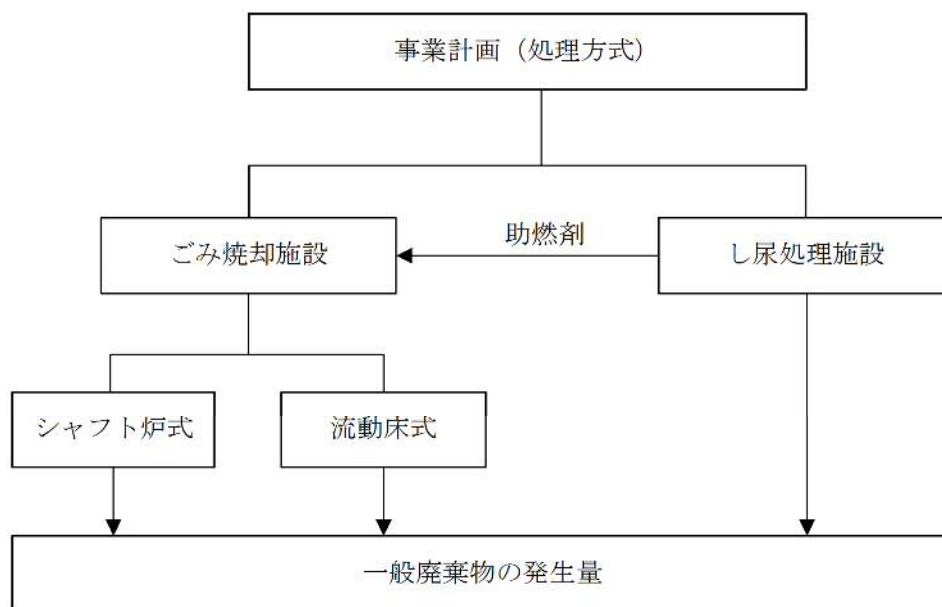 事業計画（処理方式）
助燃剤
ごみ焼却施設
し尿処理施設
シャフト炉式
流動床式
一般廃棄物の発生量